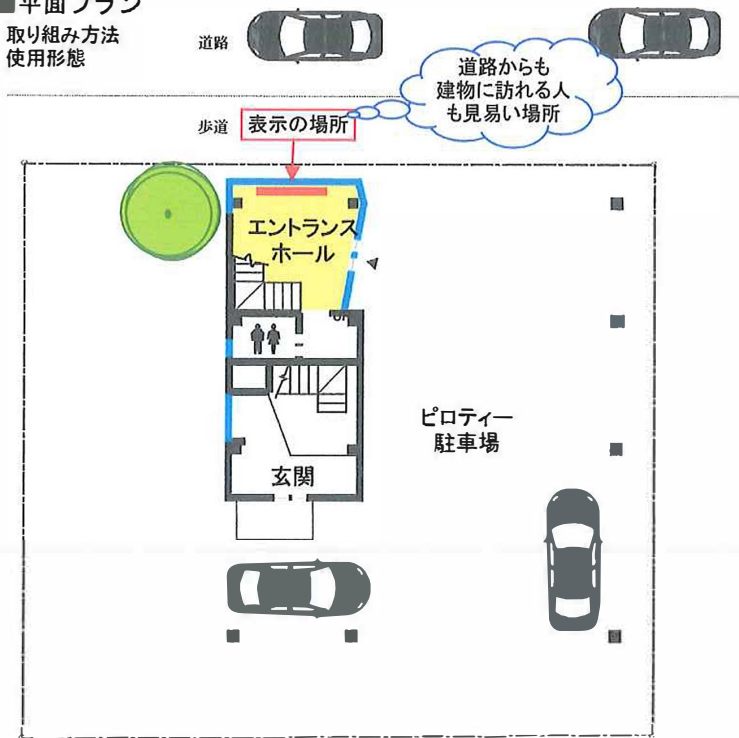 ■平面プラン
取り組み方法
使用形態
道路
道路からも
建物に訪れる人
も見易い場所
歩道
表示の場所
エントランス
ホール
ピロティー
駐車場
玄関